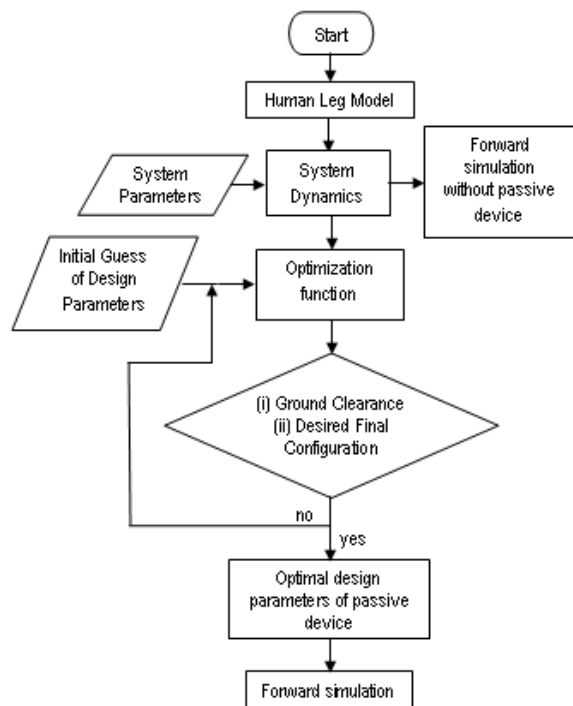 Start
Human Leg Model
System
Parameters
System
Dynamics
Forward
simulation
without passive
device
Initial Guess
of Design
Parameters
Optimization
function
(i) Ground Clearance
(ii) Desired Final
Configuration
no
yes
Optimal design
parameters of passive
device
Forward simulation